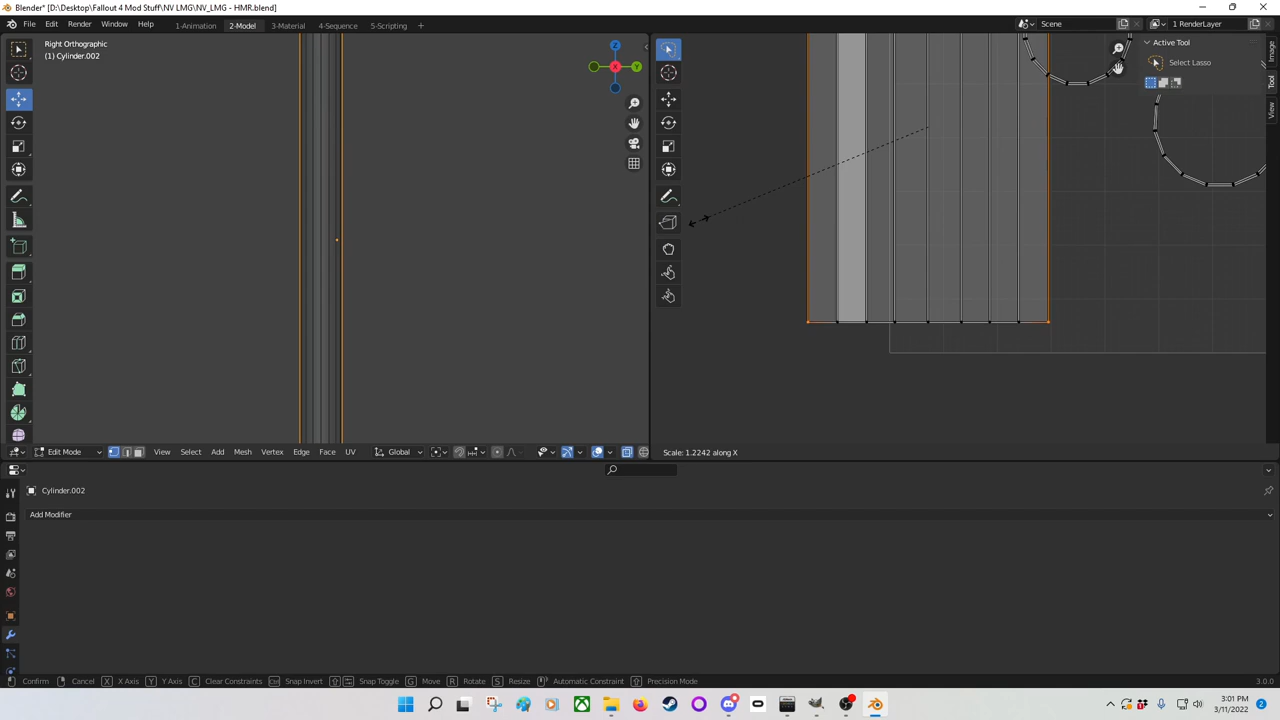 Blender* [D:\Desktop\Fallout 4 Mod Stuff\NV LMG\NV_LMG - HMR.blend]
File Edit Render Window Help 1-Animation 2-Model 3-Material 4-Sequence 5-Scripting + Scene 1 RenderLayer
Right Orthographic
(1) Cylinder.002
Z
X
Y
Active Tool
Select Lasso
Image
Tool
View
Edit Mode View Select Add Mesh Vertex Edge Face UV Global Scale: 1.2242 along X
Cylinder.002
Add Modifier
Confirm Cancel X X Axis Y Y Axis C Clear Constraints Snap Invert Snap Toggle G Move R Rotate S Resize Automatic Constraint Precision Mode 3.0.0
3:01 PM
3/11/2022
2